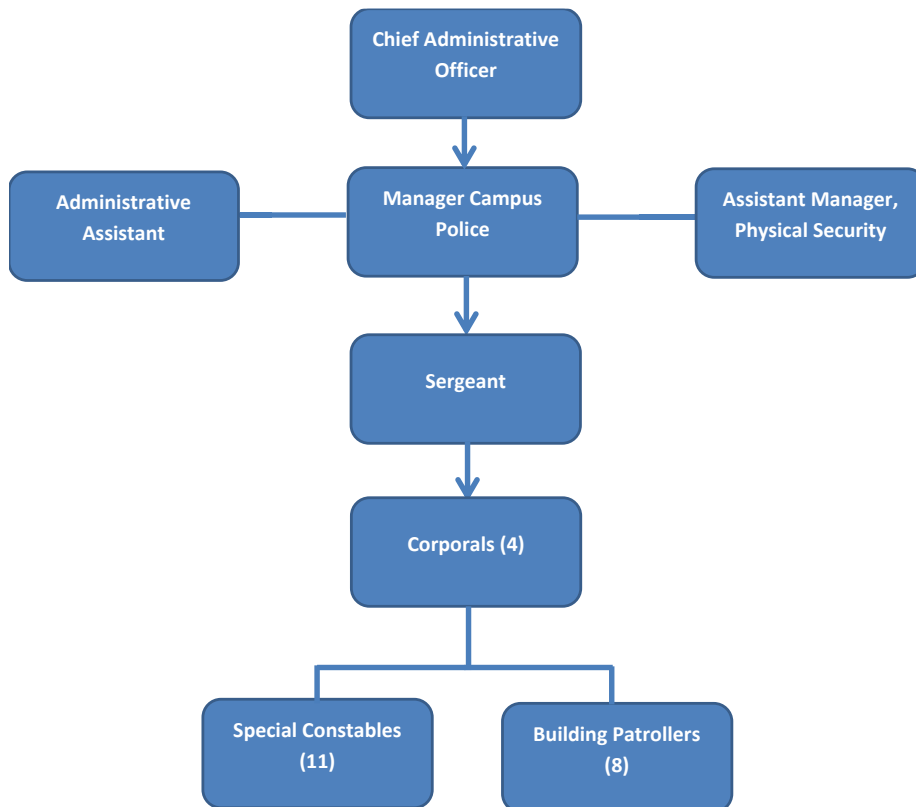 Chief Administrative
Officer
Administrative
Assistant
Manager Campus
Police
Assistant Manager,
Physical Security
Sergeant
Corporals (4)
Special Constables
(11)
Building Patrollers
(8)